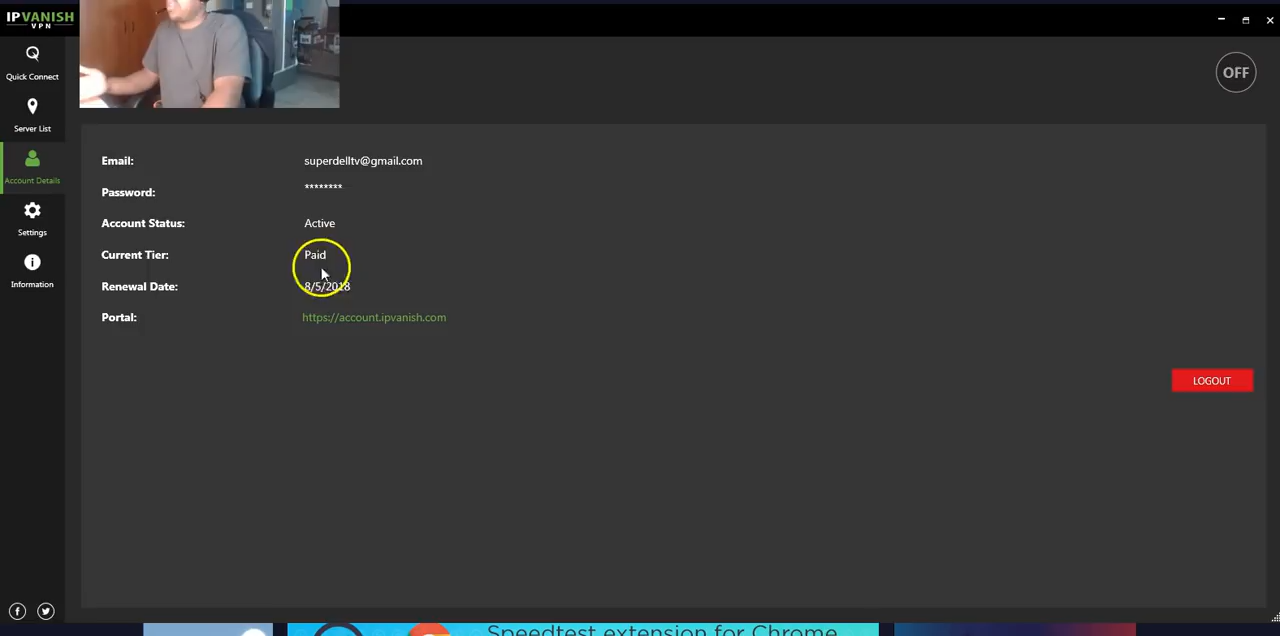 IPVANISH
VPN
Quick Connect
Server List
Account Details
Settings
Information
OFF
Email: superdelltv@gmail.com
Password: ********
Account Status: Active
Current Tier: Paid
Renewal Date: 8/5/2018
Portal: https://account.ipvanish.com
LOGOUT
Speedtest extension for Chrome